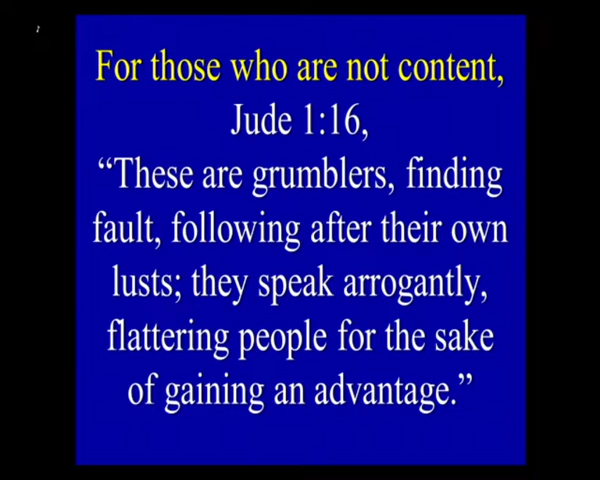 For those who are not content,
Jude 1:16,
“These are grumblers, finding
fault, following after their own
lusts; they speak arrogantly,
flattering people for the sake
of gaining an advantage.”